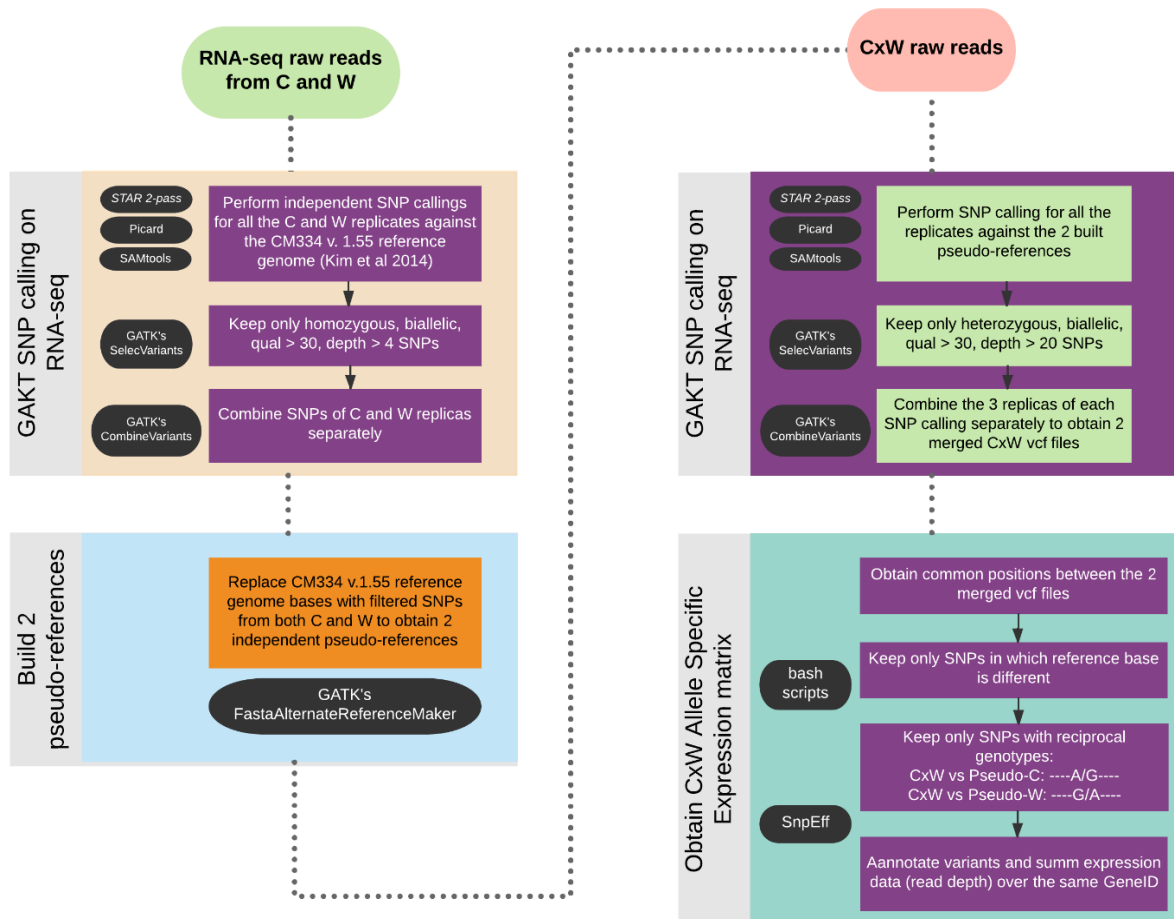 RNA-seq raw reads
from C and W
GAKT SNP calling on
RNA-seq
STAR 2-pass
Picard
SAMtools
Perform independent SNP callings
for all the C and W replicates against
the CM334 v. 1.55 reference
genome (Kim et al 2014)
GATK's
SelecVariants
Keep only homozygous, biallelic,
qual > 30, depth > 4 SNPs
GATK's
CombineVariants
Combine SNPs of C and W replicas
separately
Build 2
pseudo-references
Replace CM334 v.1.55 reference
genome bases with filtered SNPs
from both C and W to obtain 2
independent pseudo-references
GATK's
FastaAlternateReferenceMaker
CxW raw reads
GAKT SNP calling on
RNA-seq
STAR 2-pass
Picard
SAMtools
Perform SNP calling for all the
replicates against the 2 built
pseudo-references
GATK's
SelecVariants
Keep only heterozygous, biallelic,
qual > 30, depth > 20 SNPs
GATK's
CombineVariants
Combine the 3 replicas of each
SNP calling separately to obtain 2
merged CxW vcf files
Obtain CxW Allele Specific
Expression matrix
Obtain common positions between the 2
merged vcf files
bash
scripts
Keep only SNPs in which reference base
is different
Keep only SNPs with reciprocal
genotypes:
CxW vs Pseudo-C: ----A/G----
CxW vs Pseudo-W: ----G/A----
SnpEff
Aannotate variants and summ expression
data (read depth) over the same GeneID